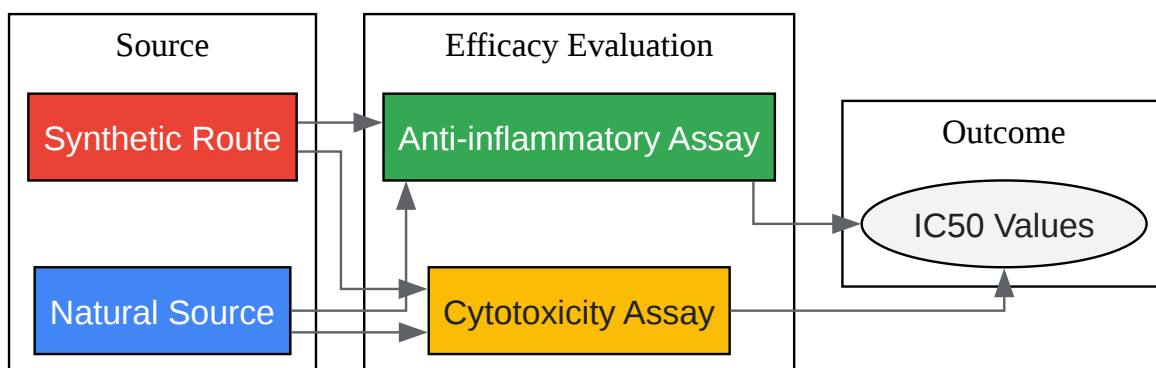 Source
Synthetic Route
Natural Source
Efficacy Evaluation
Anti-inflammatory Assay
Cytotoxicity Assay
Outcome
IC50 Values